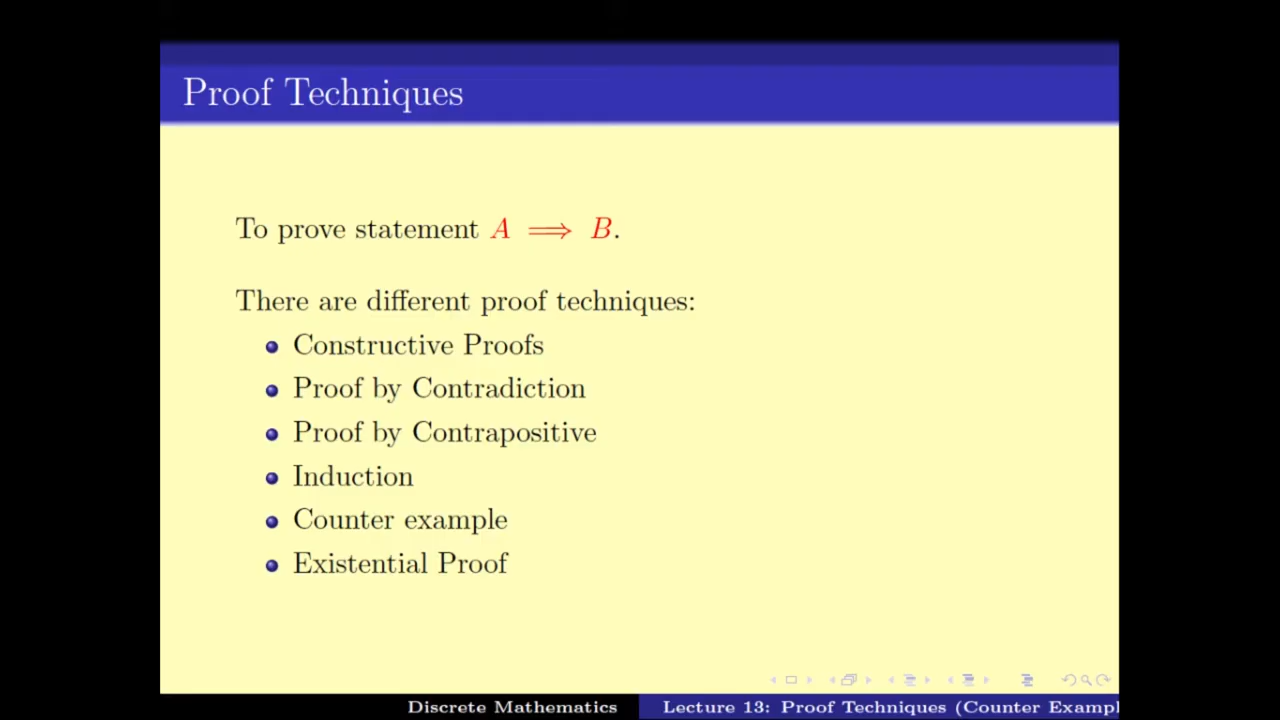 Proof Techniques
To prove statement A ⟹ B.
There are different proof techniques:
Constructive Proofs
Proof by Contradiction
Proof by Contrapositive
Induction
Counter example
Existential Proof
Discrete Mathematics Lecture 13: Proof Techniques (Counter Exampl